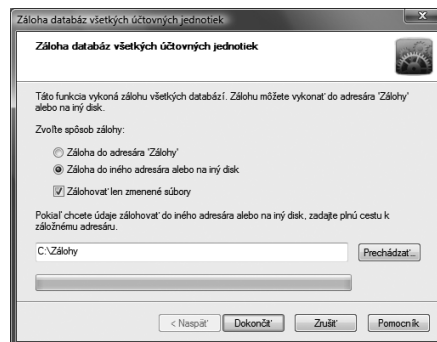 Záloha databáz všetkých účtovných jednotiek
Záloha databáz všetkých účtovných jednotiek
Táto funkcia vykoná zálohu všetkých databází. Zálohu môžete vykonať do adresára 'Zálohy'
alebo na iný disk.
Zvoľte spôsob zálohy:
Záloha do adresára 'Zálohy'
Záloha do iného adresára alebo na iný disk
Zálohovať len zmenené súbory
Pokiaľ chcete údaje zálohovať do iného adresára alebo na iný disk, zadajte plnú cestu k
záložnému adresáru.
C:\Zálohy
Prechádzať...
< Naspäť Dokončiť Zrušiť Pomocník